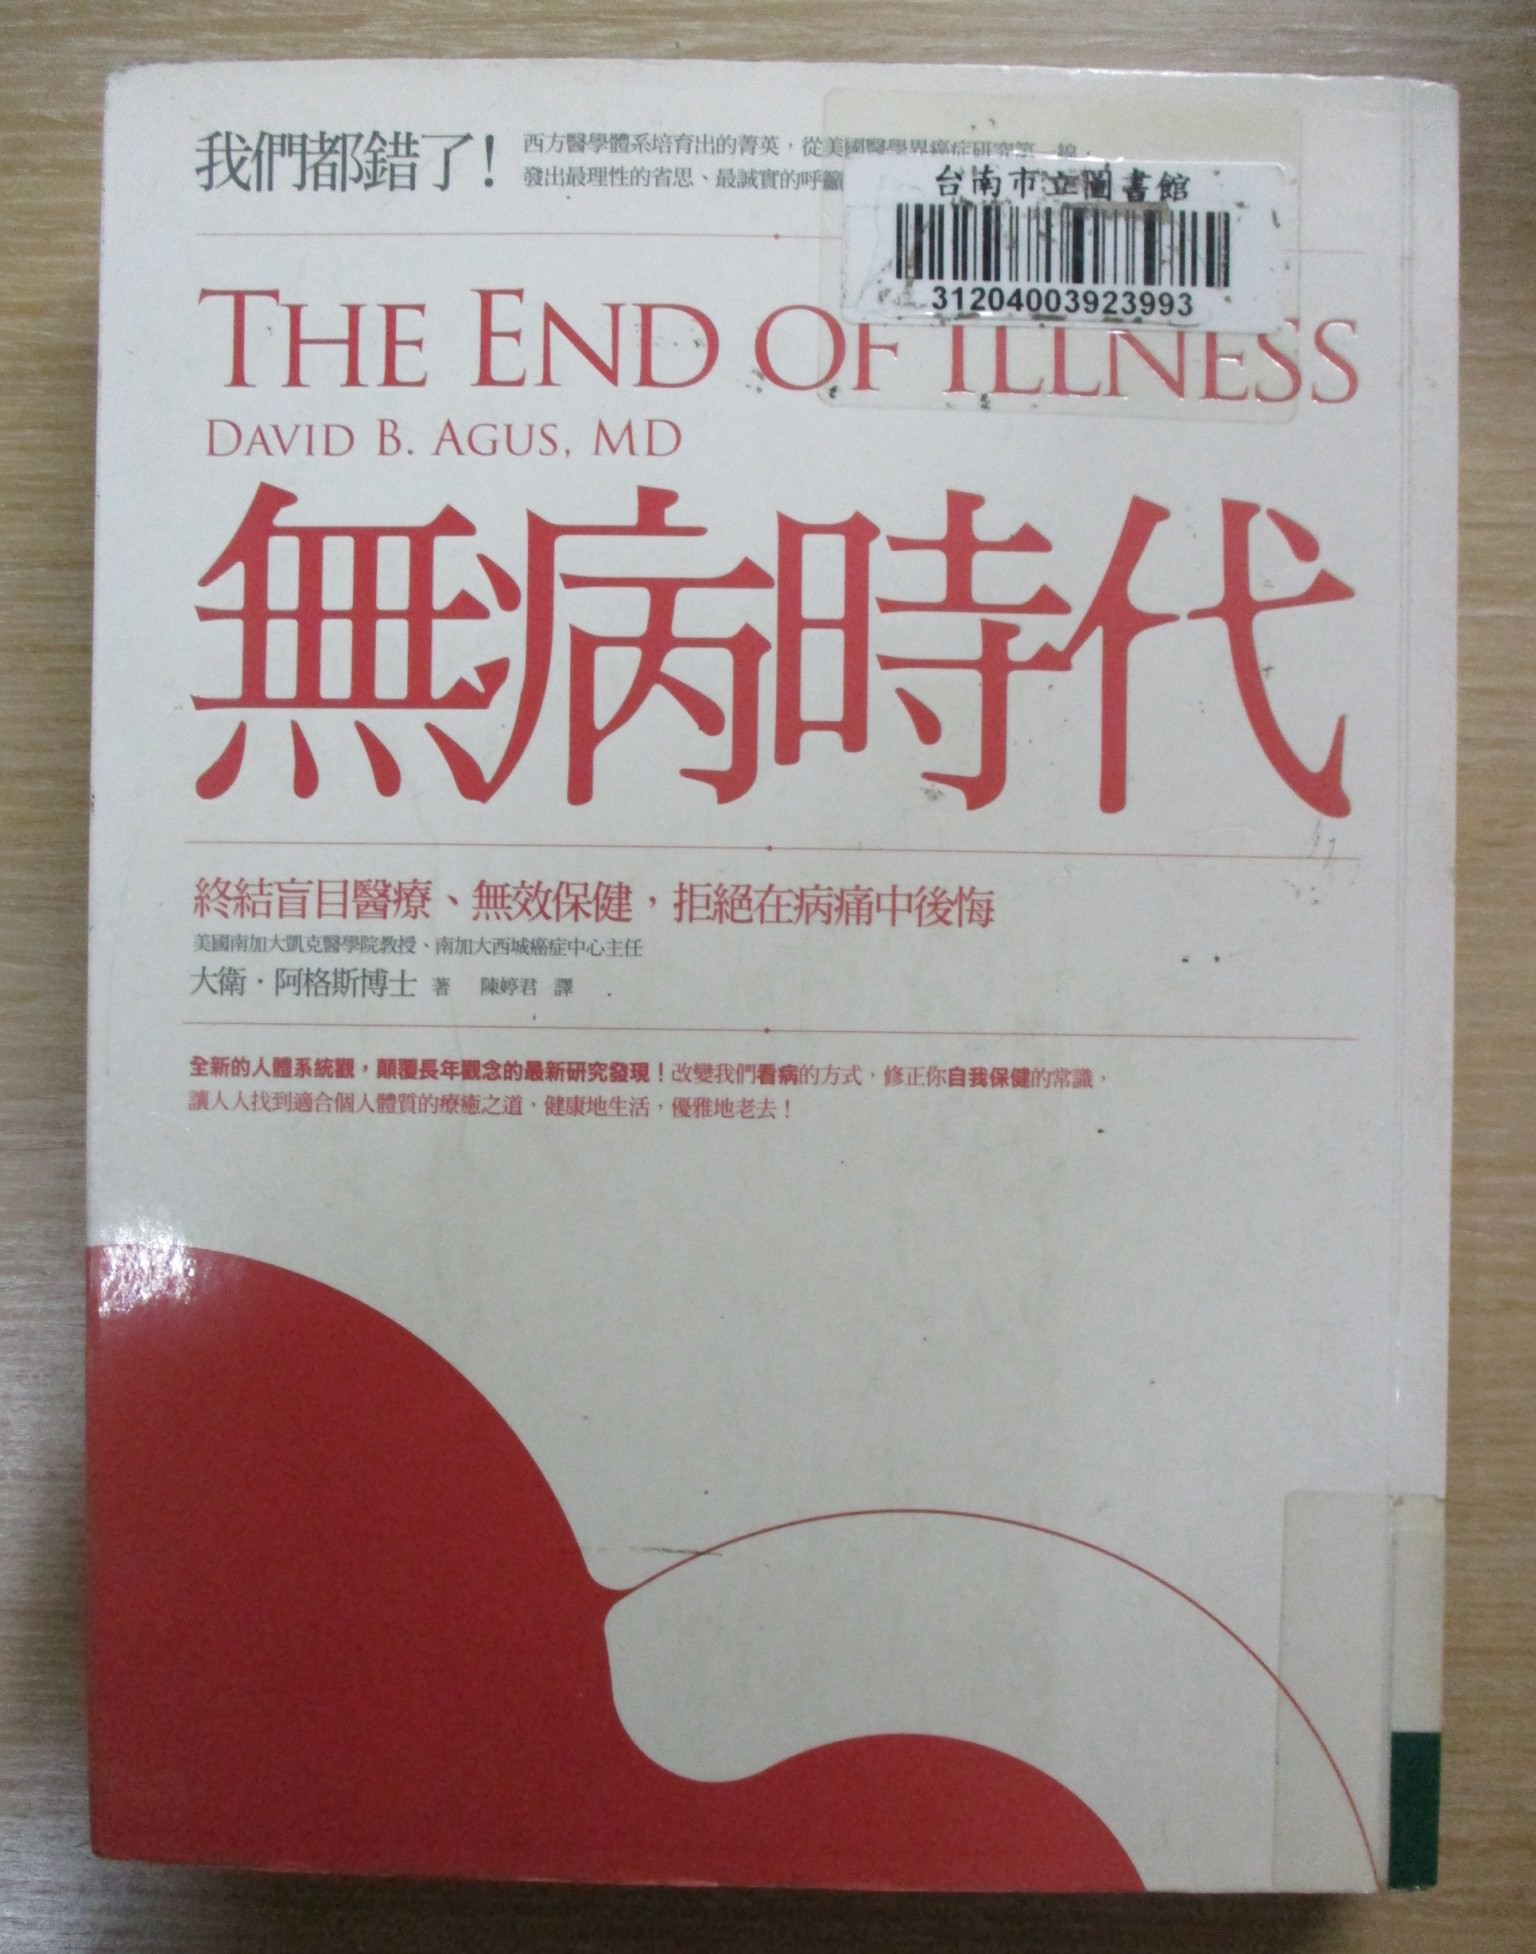 我們都錯了!
西方醫學體系培育出的菁英，從美國醫學界癌症研究第一線，
發出最理性的省思、最誠實的呼籲
台南市立圖書館
31204003923993
THE END OF ILLNESS
DAVID B. AGUS, MD
無病時代
終結盲目醫療、無效保健，拒絕在病痛中後悔
美國南加大凱克醫學院教授、南加大西城癌症中心主任
大衛・阿格斯博士 著 陳婷君 譯
全新的人體系統觀，顛覆長年觀念的最新研究發現！改變我們看病的方式，修正你自我保健的常識，
讓人人找到適合個人體質的療癒之道，健康地生活，優雅地老去！